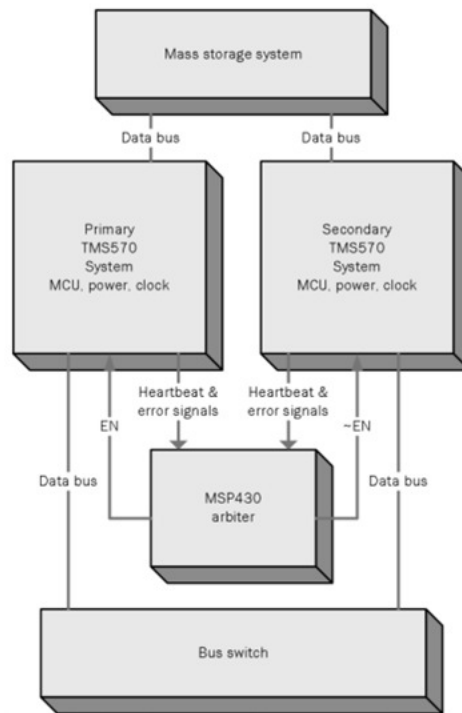 Mass storage system
Data bus
Data bus
Primary
TMS570
System
MCU, power, clock
Secondary
TMS570
System
MCU, power, clock
Heartbeat &
error signals
Heartbeat &
error signals
EN
~EN
Data bus
MSP430
arbiter
Data bus
Bus switch